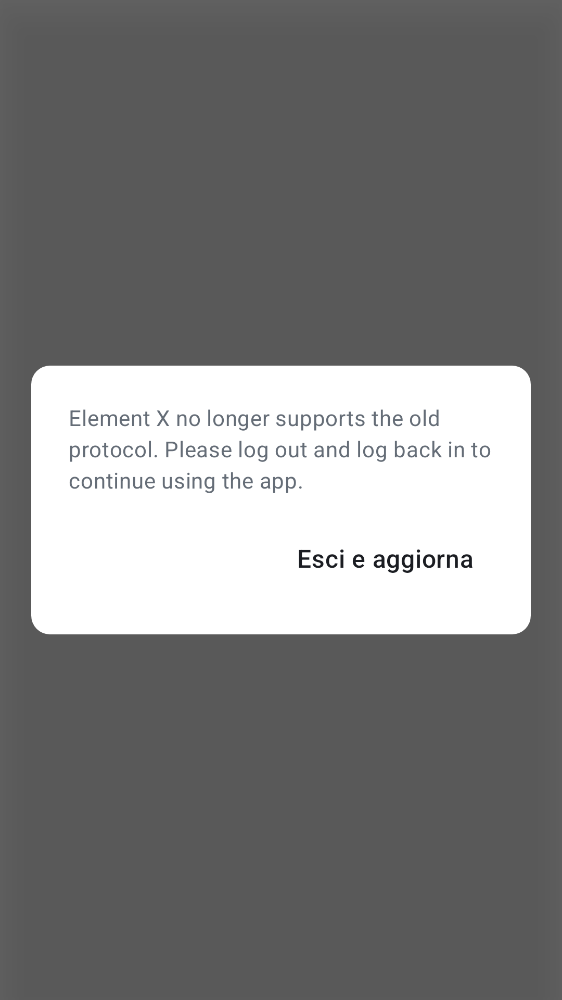 Element X no longer supports the old
protocol. Please log out and log back in to
continue using the app.
Esci e aggiorna